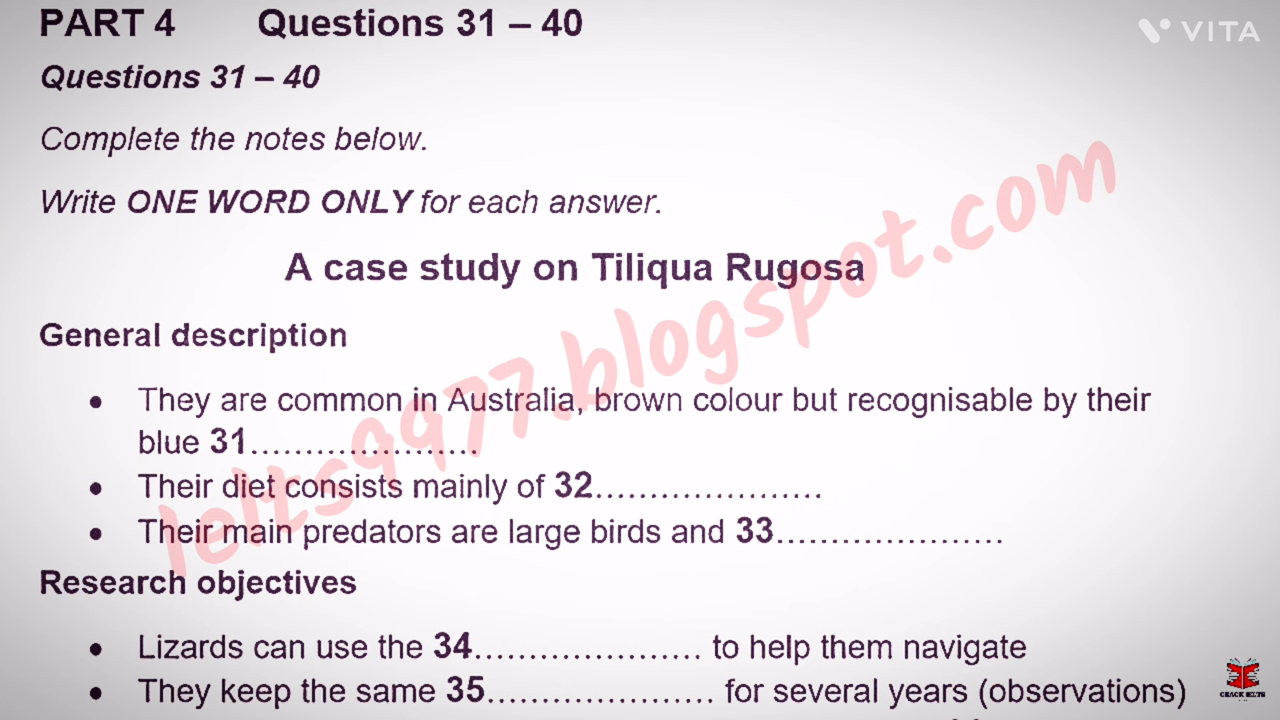 PART 4 Questions 31 – 40
VITA
Questions 31 – 40
Complete the notes below.
Write ONE WORD ONLY for each answer.
A case study on Tiliqua Rugosa
General description
• They are common in Australia, brown colour but recognisable by their
blue 31.....................
• Their diet consists mainly of 32.....................
• Their main predators are large birds and 33.....................
Research objectives
• Lizards can use the 34..................... to help them navigate
• They keep the same 35..................... for several years (observations)
Ielts9977.blogspot.com
CRACK IELTS